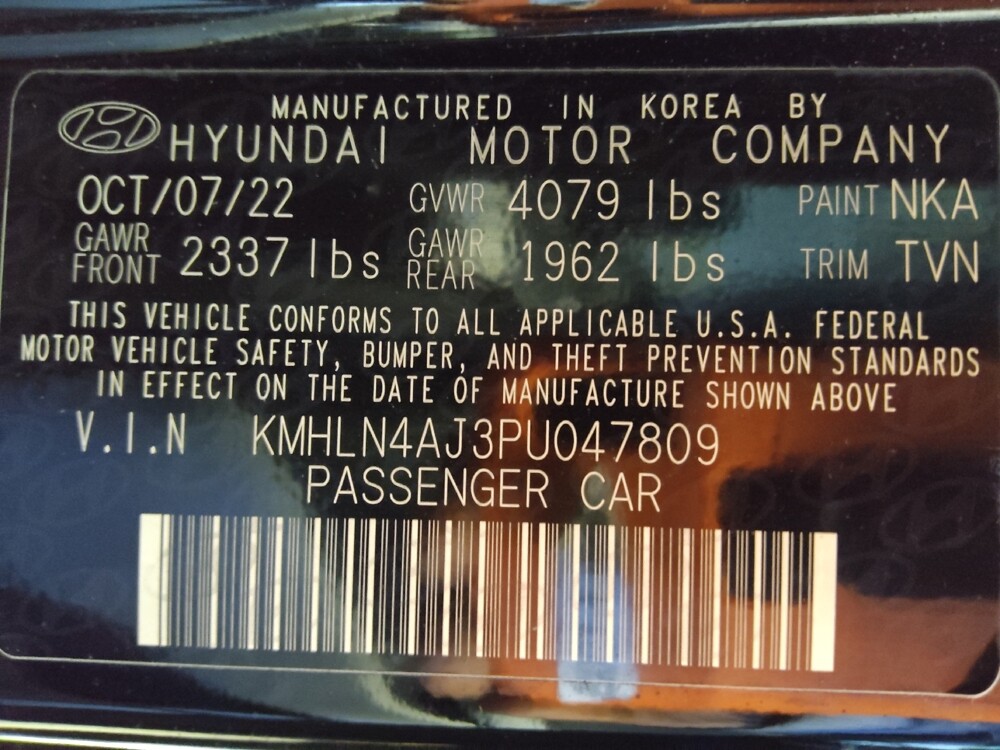 MANUFACTURED IN KOREA BY
HYUNDAI MOTOR COMPANY
OCT/07/22 GVWR 4079 lbs PAINT NKA
GAWR FRONT 2337 lbs GAWR REAR 1962 lbs TRIM TVN
THIS VEHICLE CONFORMS TO ALL APPLICABLE U.S.A. FEDERAL
MOTOR VEHICLE SAFETY, BUMPER, AND THEFT PREVENTION STANDARDS
IN EFFECT ON THE DATE OF MANUFACTURE SHOWN ABOVE
V.I.N KMHLN4AJ3PU047809
PASSENGER CAR